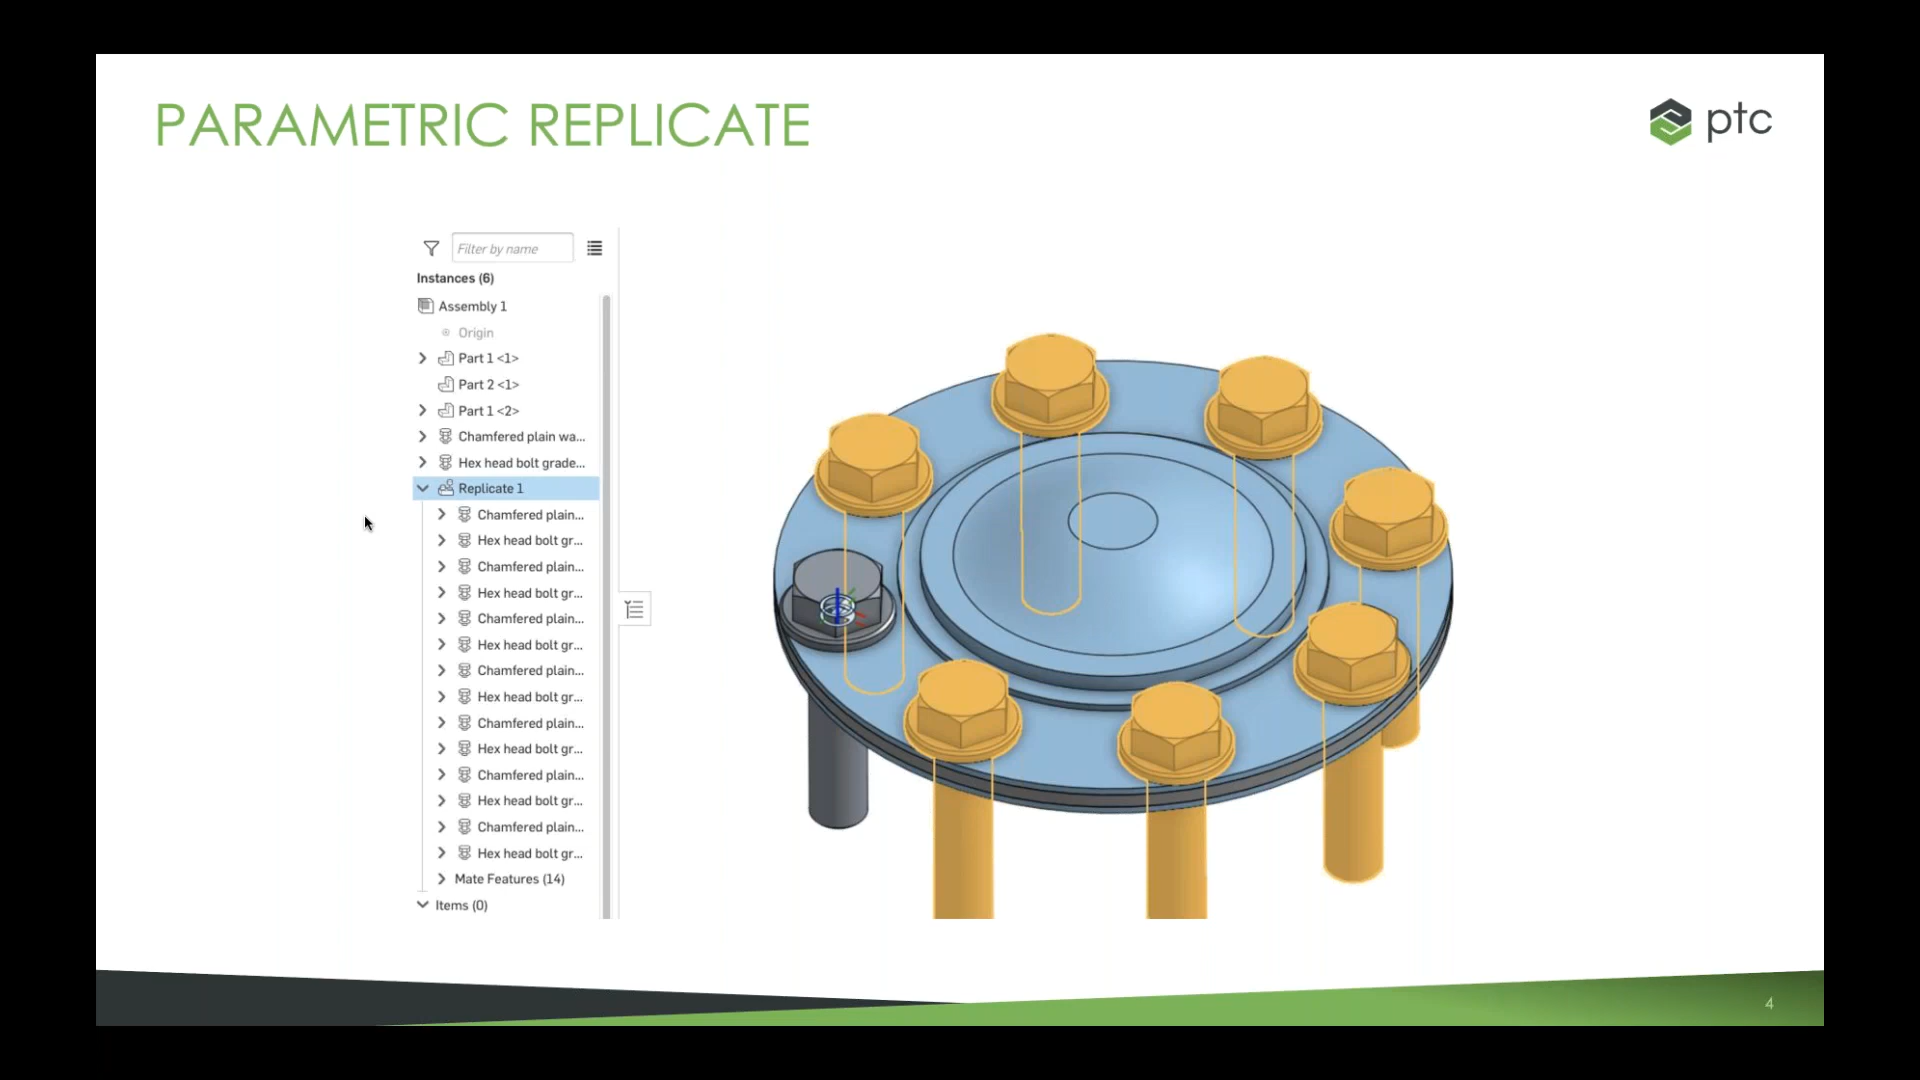 PARAMETRIC REPLICATE
ptc
Filter by name
Instances (6)
Assembly 1
Origin
Part 1 <1>
Part 2 <1>
Part 1 <2>
Chamfered plain wa...
Hex head bolt grade...
Replicate 1
Chamfered plain...
Hex head bolt gr...
Chamfered plain...
Hex head bolt gr...
Chamfered plain...
Hex head bolt gr...
Chamfered plain...
Hex head bolt gr...
Chamfered plain...
Hex head bolt gr...
Chamfered plain...
Hex head bolt gr...
Chamfered plain...
Hex head bolt gr...
Mate Features (14)
Items (0)
4